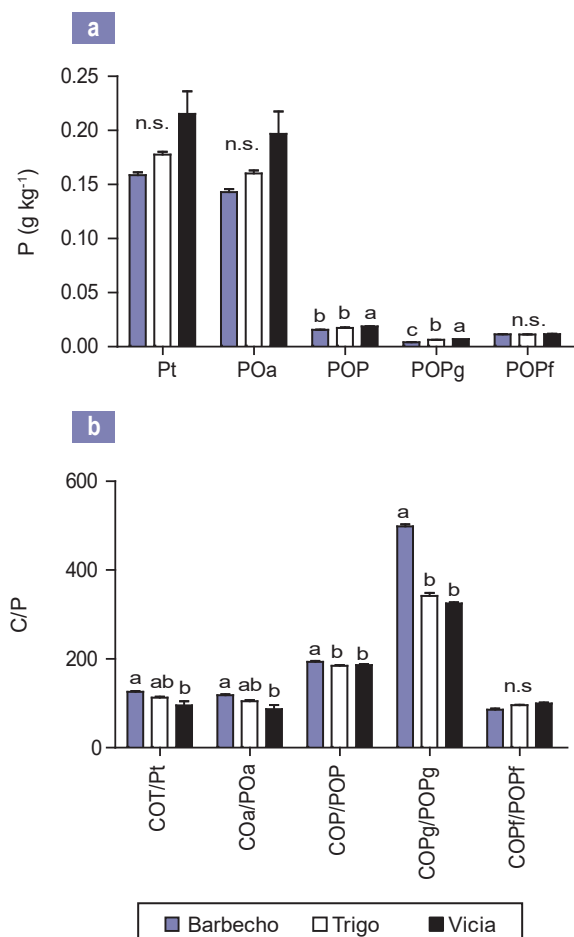 a
0.25
0.20
0.15
0.10
0.05
0.00
P (g kg-1)
n.s.
n.s.
b b a
c b a
n.s.
Pt POa POP POPg POPf
b
600
400
200
0
C/P
a ab b
a ab b
a b b
a b b
n.s
COT/Pt
COa/POa
COP/POP
COPg/POPg
COPf/POPf
Barbecho Trigo Vicia